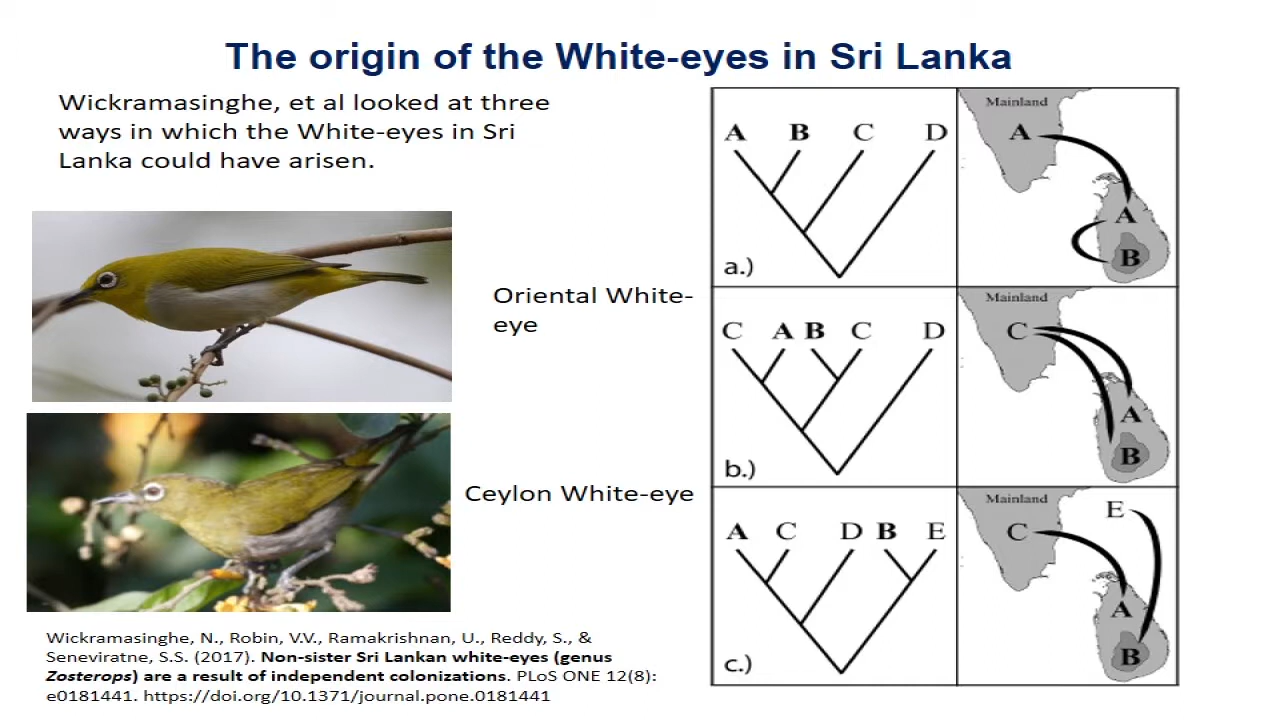 The origin of the White-eyes in Sri Lanka
Wickramasinghe, et al looked at three
ways in which the White-eyes in Sri
Lanka could have arisen.
Oriental White-
eye
Ceylon White-eye
Wickramasinghe, N., Robin, V.V., Ramakrishnan, U., Reddy, S., &
Seneviratne, S.S. (2017). Non-sister Sri Lankan white-eyes (genus
Zosterops) are a result of independent colonizations. PLoS ONE 12(8):
e0181441. https://doi.org/10.1371/journal.pone.0181441
A B C D
a.)
Mainland
A
A
B
C A B C D
b.)
Mainland
C
A
B
A C D B E
c.)
Mainland
C
E
A
B